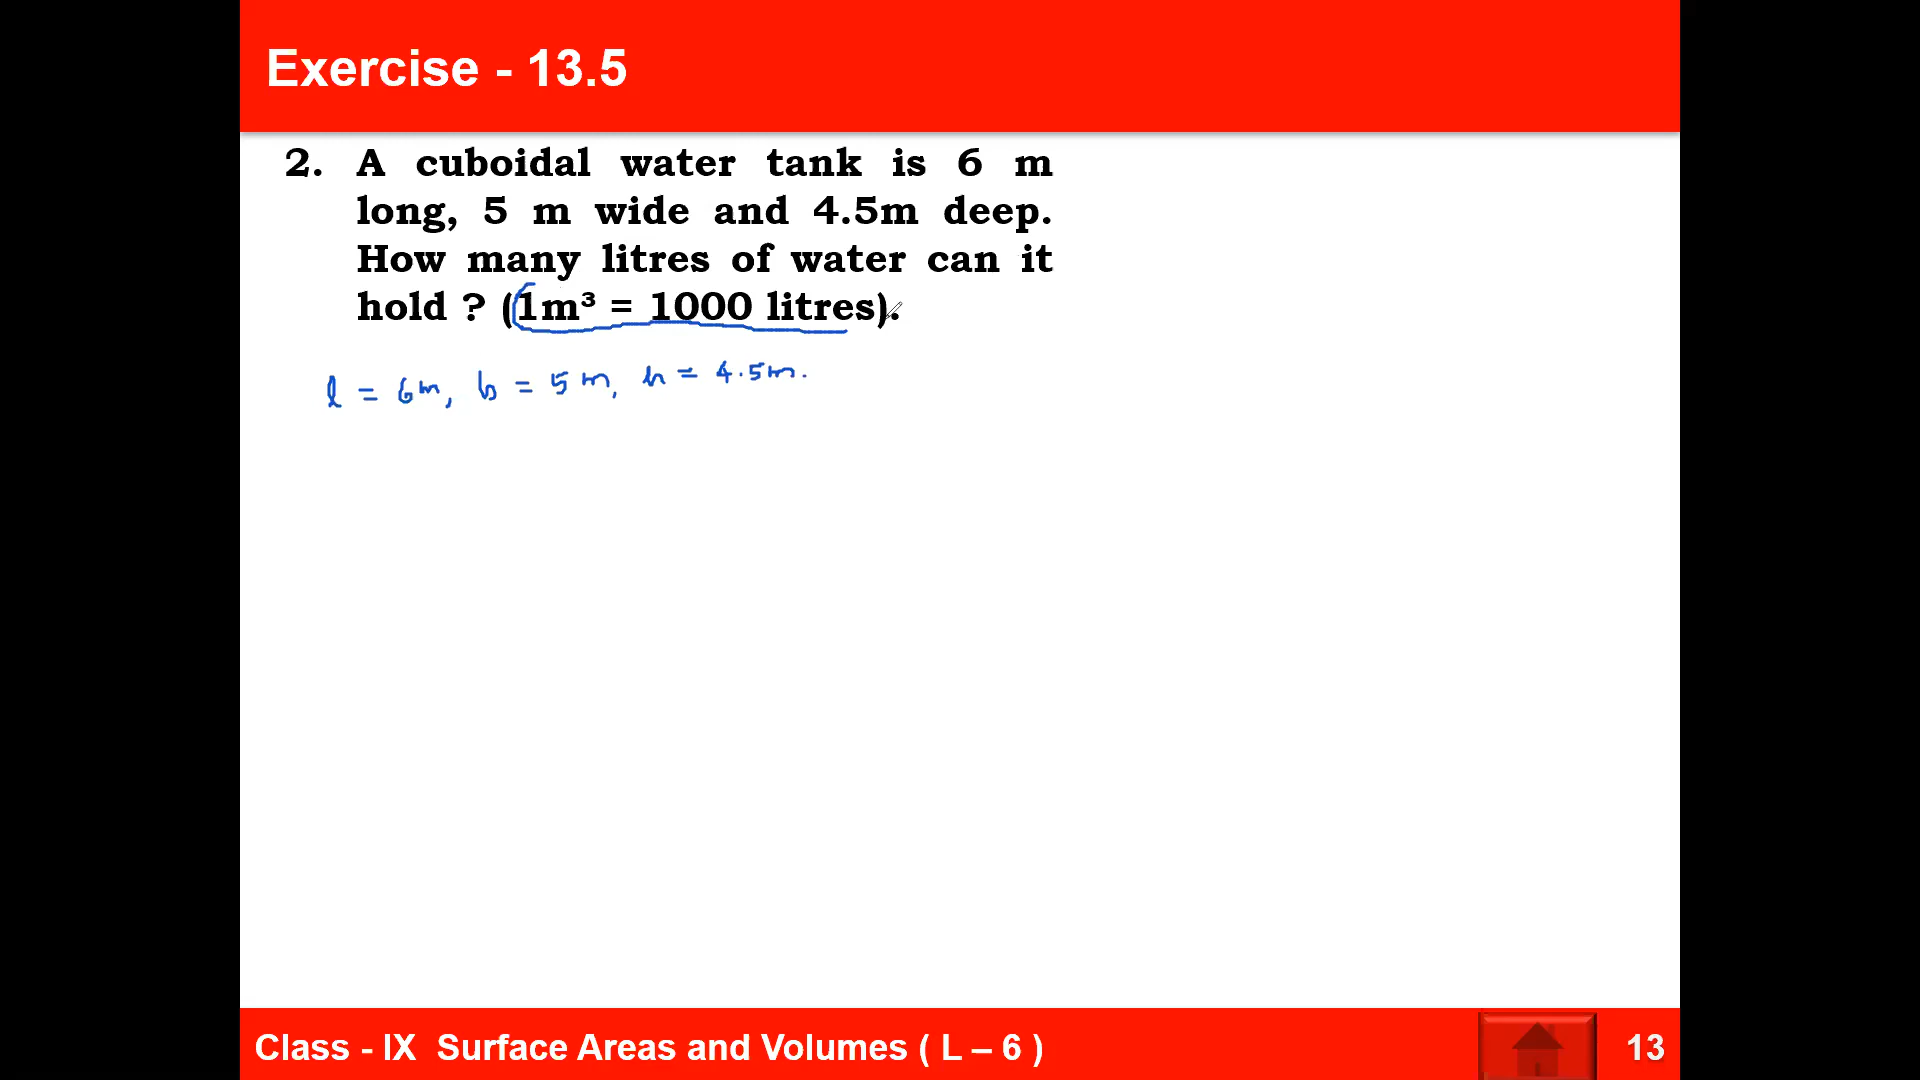 Exercise - 13.5
2. A cuboidal water tank is 6 m
long, 5 m wide and 4.5m deep.
How many litres of water can it
hold ? (1m³ = 1000 litres).
l = 6m, b = 5m, h = 4.5m.
Class - IX Surface Areas and Volumes ( L – 6 )
13